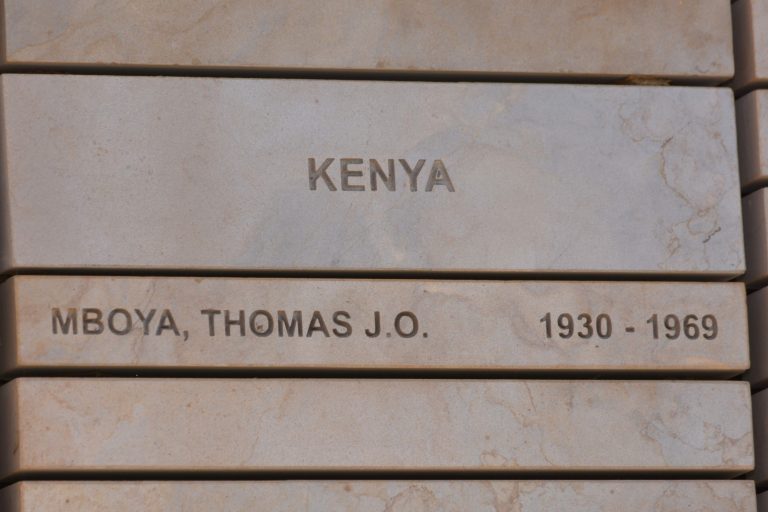 KENYA
MBOYA, THOMAS J.O. 1930 - 1969